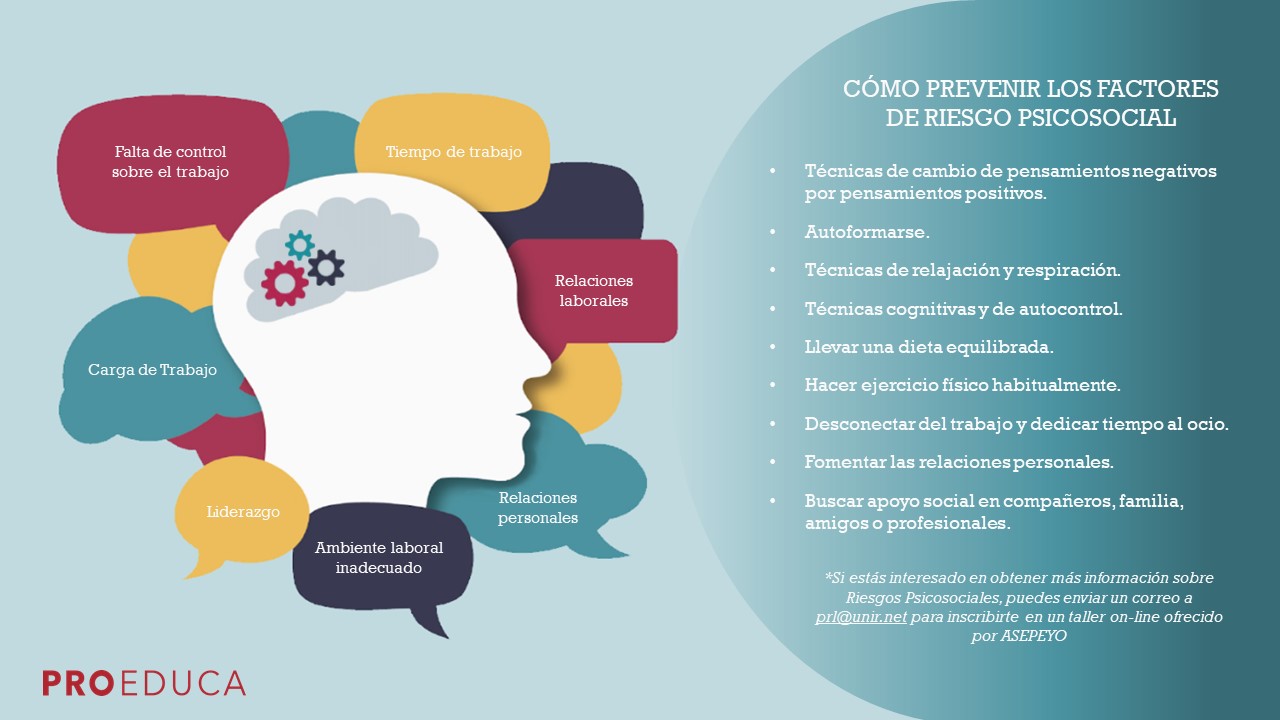 Falta de control
sobre el trabajo
Tiempo de trabajo
Relaciones
laborales
Carga de Trabajo
Liderazgo
Relaciones
personales
Ambiente laboral
inadecuado
PROEDUCA
CÓMO PREVENIR LOS FACTORES
DE RIESGO PSICOSOCIAL
• Técnicas de cambio de pensamientos negativos
por pensamientos positivos.
• Autoformarse.
• Técnicas de relajación y respiración.
• Técnicas cognitivas y de autocontrol.
• Llevar una dieta equilibrada.
• Hacer ejercicio físico habitualmente.
• Desconectar del trabajo y dedicar tiempo al ocio.
• Fomentar las relaciones personales.
• Buscar apoyo social en compañeros, familia,
amigos o profesionales.
*Si estás interesado en obtener más información sobre
Riesgos Psicosociales, puedes enviar un correo a
prl@unir.net para inscribirte en un taller on-line ofrecido
por ASEPEYO